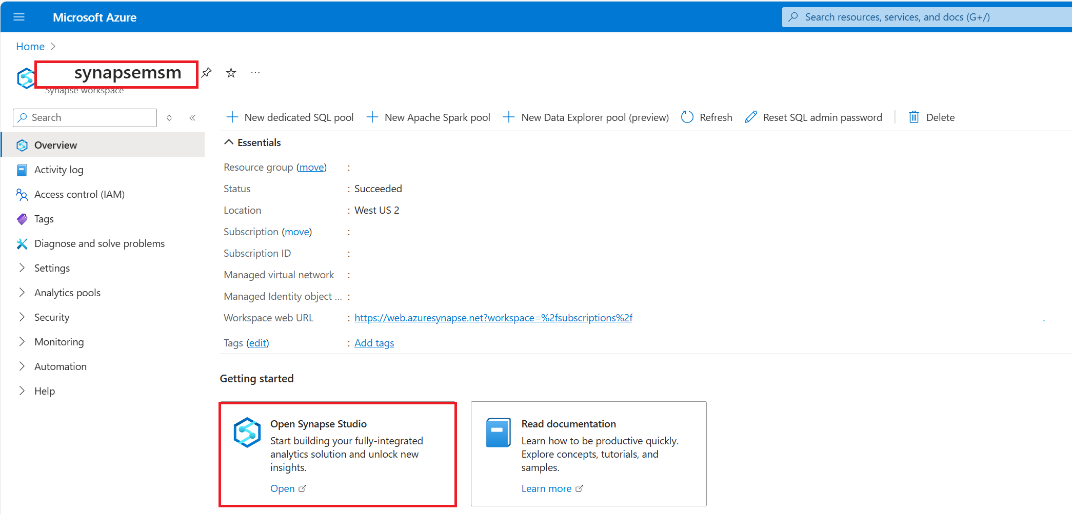 Microsoft Azure
Search resources, services, and docs (G+/)
Home
synapsemsm
Synapse workspace
Search
Overview
Activity log
Access control (IAM)
Tags
Diagnose and solve problems
Settings
Analytics pools
Security
Monitoring
Automation
Help
New dedicated SQL pool
New Apache Spark pool
New Data Explorer pool (preview)
Refresh
Reset SQL admin password
Delete
Essentials
Resource group (move) :
Status : Succeeded
Location : West US 2
Subscription (move) :
Subscription ID :
Managed virtual network :
Managed Identity object ... :
Workspace web URL : https://web.azuresynapse.net?workspace=%2fsubscriptions%2f
Tags (edit) : Add tags
Getting started
Open Synapse Studio
Start building your fully-integrated
analytics solution and unlock new
insights.
Open
Read documentation
Learn how to be productive quickly.
Explore concepts, tutorials, and
samples.
Learn more